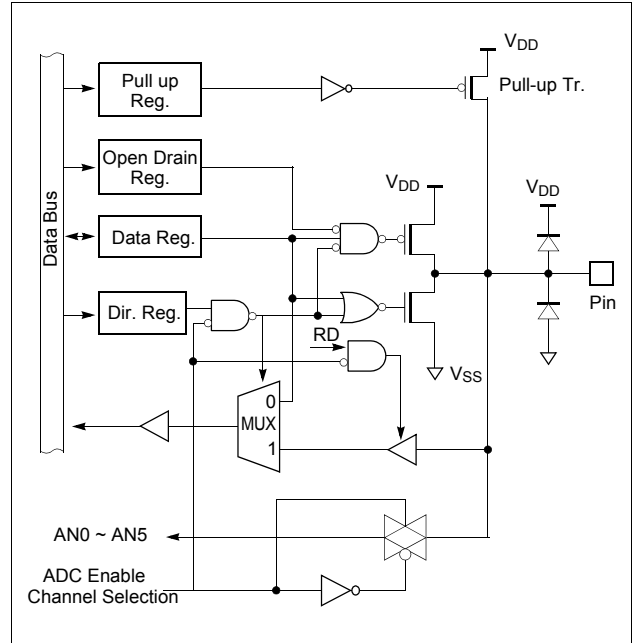 VDD
Pull up
Reg.
Pull-up Tr.
Open Drain
Reg.
VDD
VDD
Data Bus
Data Reg.
Dir. Reg.
Pin
RD
VSS
0
MUX
1
AN0 ~ AN5
ADC Enable
Channel Selection